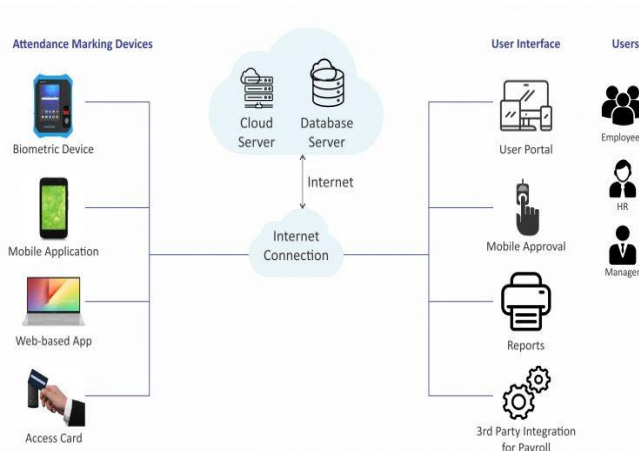 Attendance Marking Devices
User Interface
Users
Cloud
Server
Database
Server
Biometric Device
User Portal
Employee
Internet
HR
Mobile Application
Internet
Connection
Mobile Approval
Manager
Web-based App
Reports
Access Card
3rd Party Integration
for Payroll